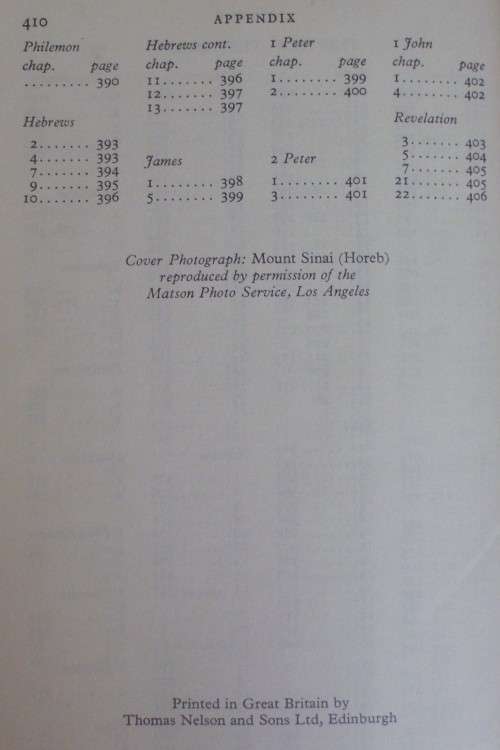 410
APPENDIX
Philemon
chap. page
......... 390
Hebrews
2....... 393
4....... 393
7....... 394
9....... 395
10....... 396
Hebrews cont.
chap. page
11....... 396
12....... 397
13....... 397
James
1........ 398
5........ 399
1 Peter
chap. page
1........ 399
2........ 400
2 Peter
1........ 401
3........ 401
1 John
chap. page
1........ 402
4........ 402
Revelation
3....... 403
5....... 404
7....... 405
21....... 405
22....... 406
Cover Photograph: Mount Sinai (Horeb)
reproduced by permission of the
Matson Photo Service, Los Angeles
Printed in Great Britain by
Thomas Nelson and Sons Ltd, Edinburgh